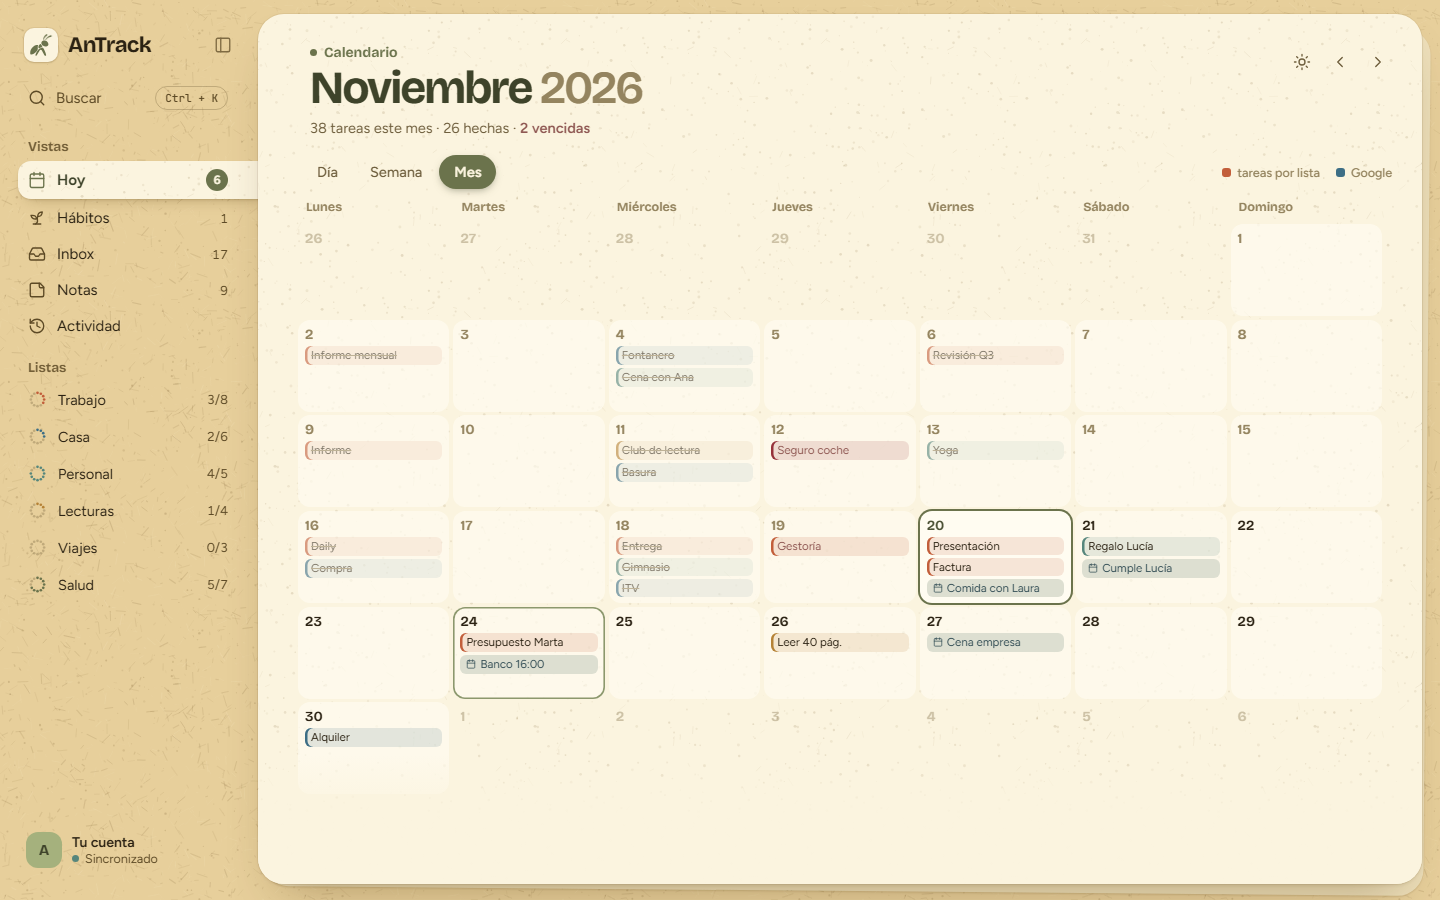 AnTrack
Buscar Ctrl + K
Vistas
Hoy 6
Hábitos 1
Inbox 17
Notas 9
Actividad
Listas
Trabajo 3/8
Casa 2/6
Personal 4/5
Lecturas 1/4
Viajes 0/3
Salud 5/7
A
Tu cuenta
Sincronizado
Calendario
Noviembre 2026
38 tareas este mes · 26 hechas · 2 vencidas
Día Semana Mes
tareas por lista Google
Lunes Martes Miércoles Jueves Viernes Sábado Domingo
26 27 28 29 30 31 1
2 3 4 5 6 7 8
Informe mensual Fontanero Revisión Q3
Cena con Ana
9 10 11 12 13 14 15
Informe Club de lectura Seguro coche Yoga
Basura
16 17 18 19 20 21 22
Daily Entrega Gestoría Presentación Regalo Lucía
Compra Gimnasio Factura Cumple Lucía
ITV Comida con Laura
23 24 25 26 27 28 29
Presupuesto Marta Leer 40 pág. Cena empresa
Banco 16:00
30 1 2 3 4 5 6
Alquiler